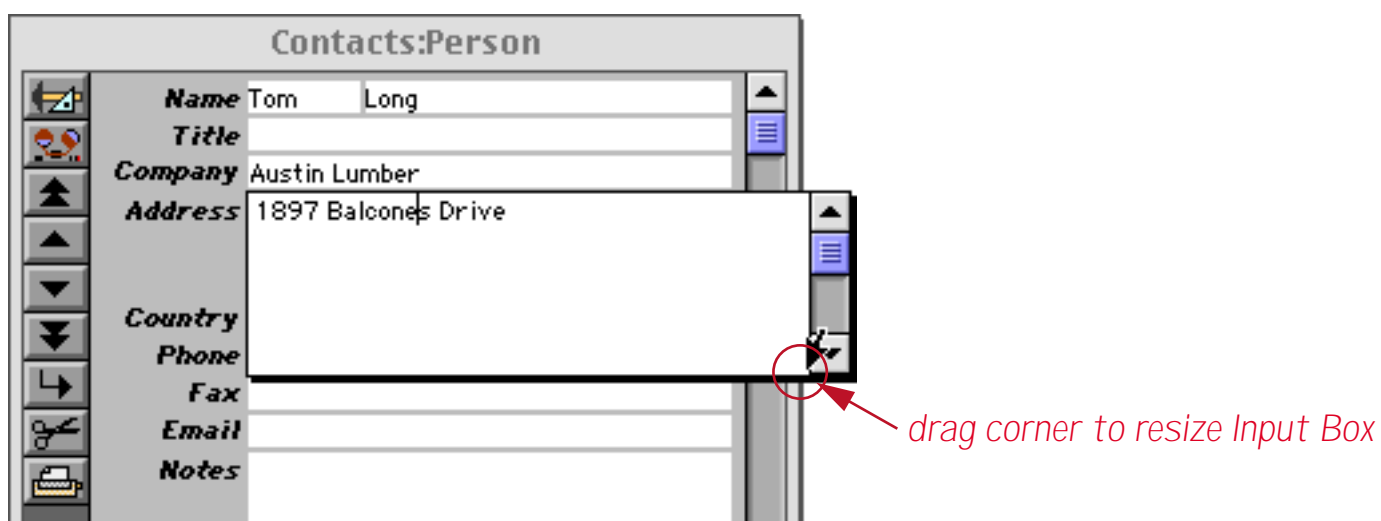 Contacts:Person
Name Tom Long
Title
Company Austin Lumber
Address 1897 Balcones Drive
Country
Phone
Fax
Email
Notes
drag corner to resize Input Box